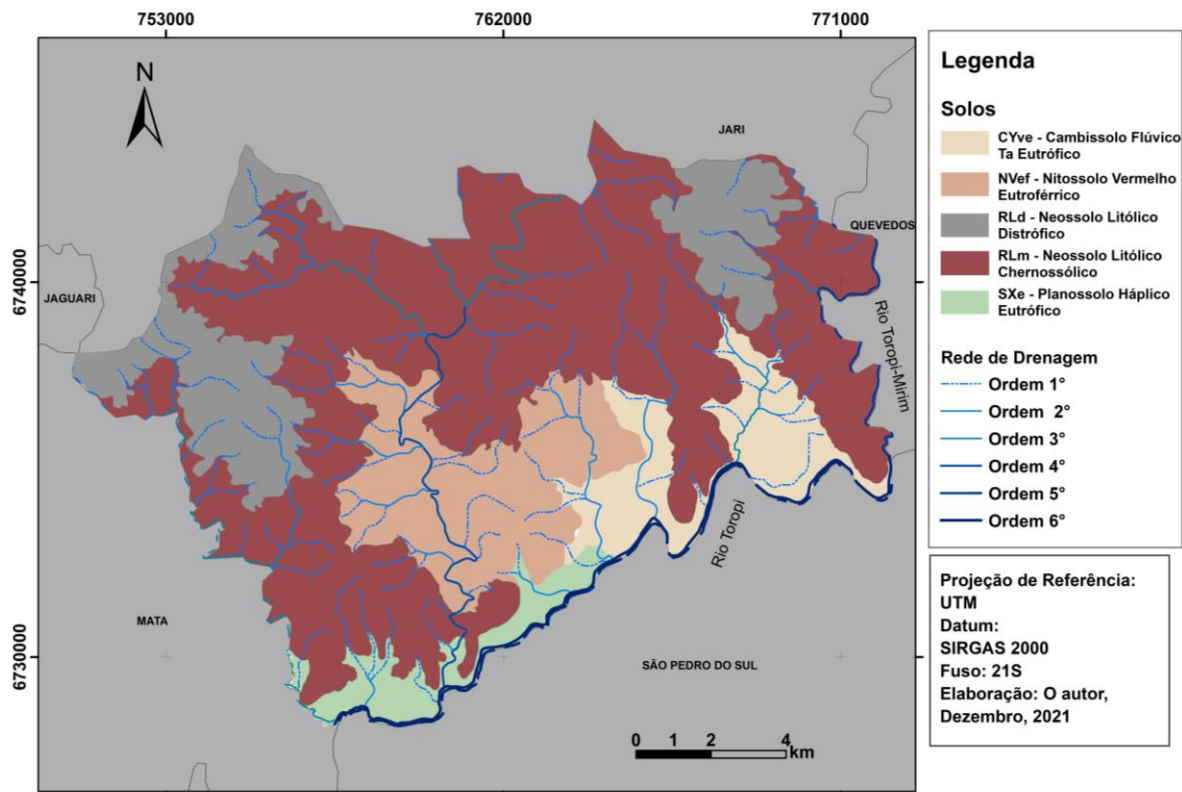 753000
762000
771000
6740000
6730000
N
JARI
QUEVEDOS
JAGUARI
Rio Toropi-Mirim
Rio Toropi
MATA
SÃO PEDRO DO SUL
0 1 2 4
km
Legenda
Solos
CYve - Cambissolo Flúvico
Ta Eutrófico
NVef - Nitossolo Vermelho
Eutroférrico
RLd - Neossolo Litólico
Distrófico
RLm - Neossolo Litólico
Chernossólico
SXe - Planossolo Háplico
Eutrófico
Rede de Drenagem
Ordem 1°
Ordem 2°
Ordem 3°
Ordem 4°
Ordem 5°
Ordem 6°
Projeção de Referência:
UTM
Datum:
SIRGAS 2000
Fuso: 21S
Elaboração: O autor,
Dezembro, 2021